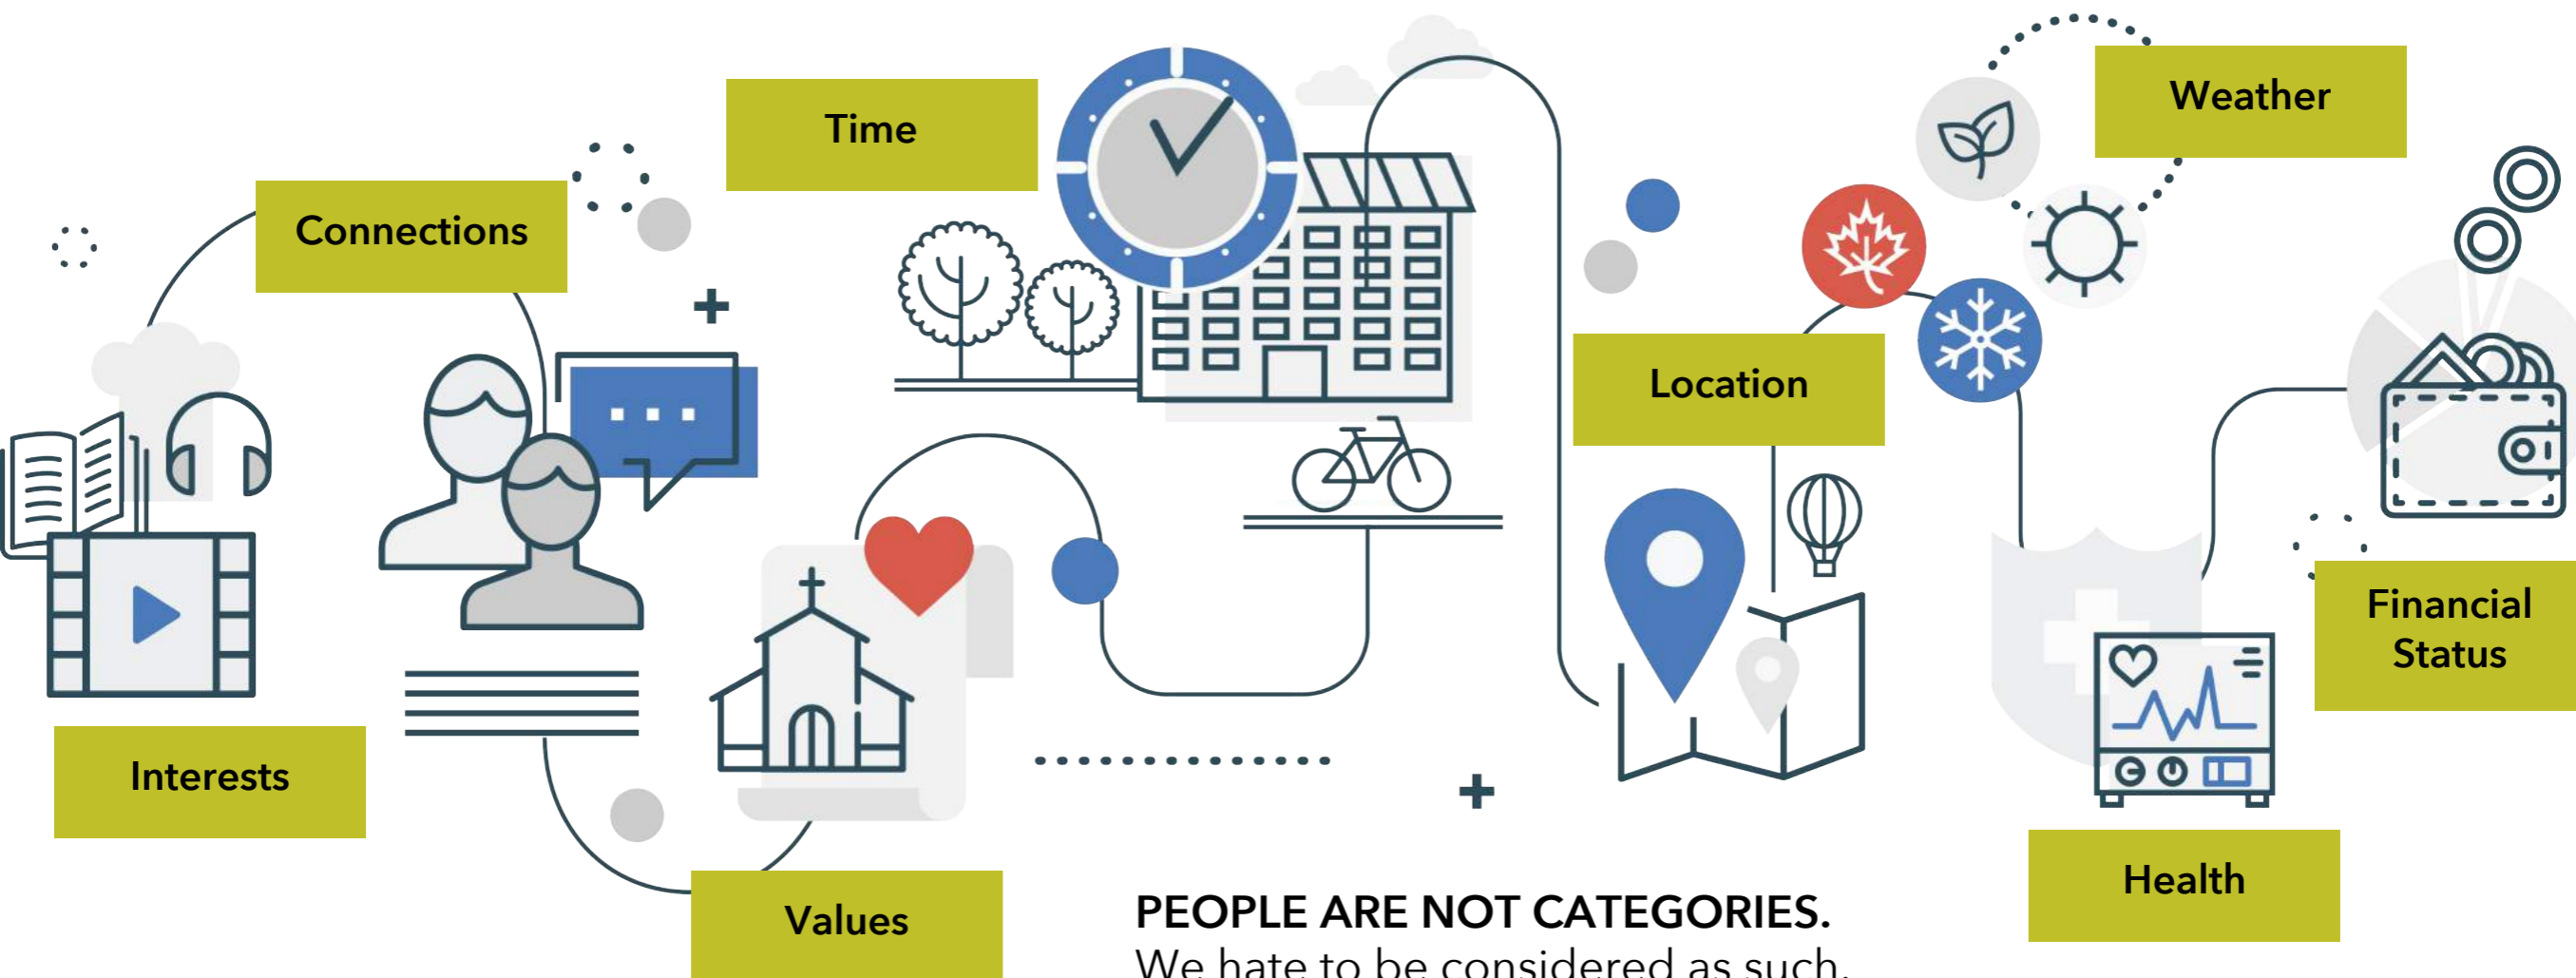 Weather
Time
Connections
Location
Financial
Status
Interests
Health
Values
PEOPLE ARE NOT CATEGORIES.
We hate to be considered as such.